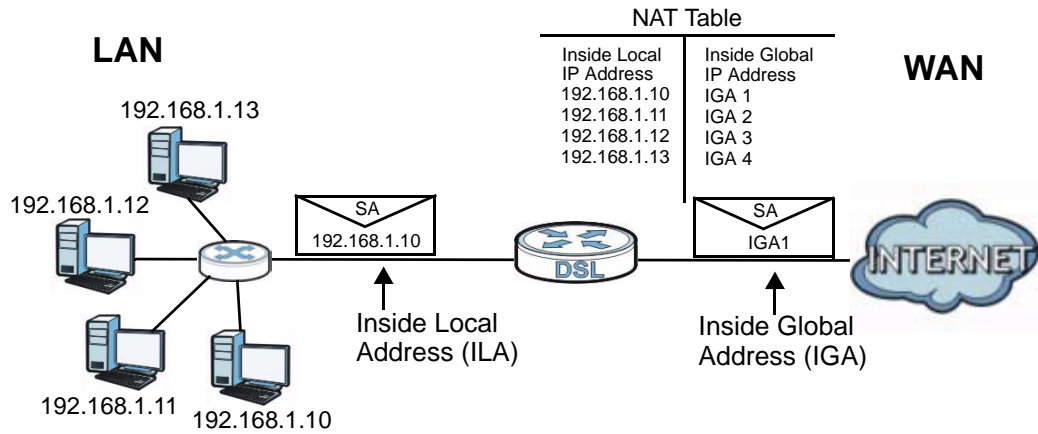 NAT Table
LAN
WAN
Inside Local
IP Address
192.168.1.10
192.168.1.11
192.168.1.12
192.168.1.13
Inside Global
IP Address
IGA 1
IGA 2
IGA 3
IGA 4
192.168.1.13
192.168.1.12
192.168.1.11
192.168.1.10
SA
192.168.1.10
DSL
SA
IGA1
INTERNET
Inside Local
Address (ILA)
Inside Global
Address (IGA)